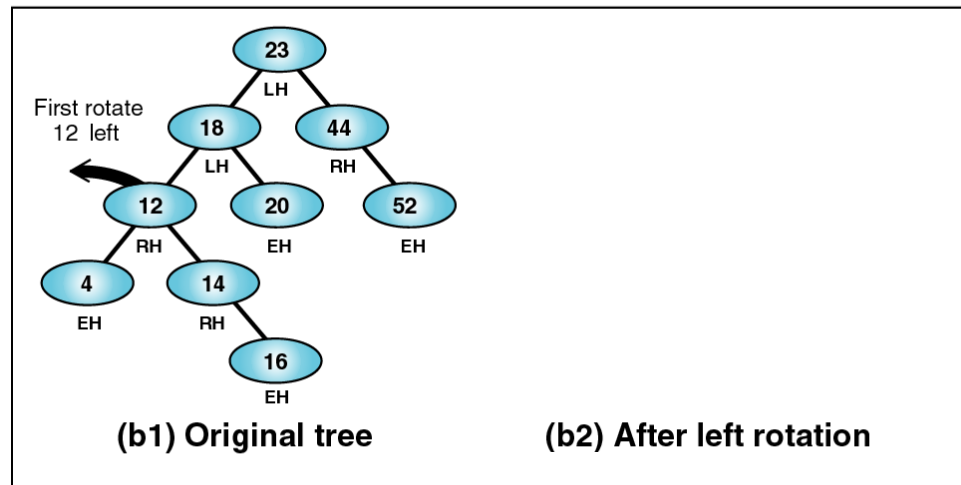 23
LH
First rotate
12 left
18
44
LH
RH
12
20
52
RH
EH
EH
4
14
EH
RH
16
EH
(b1) Original tree
(b2) After left rotation